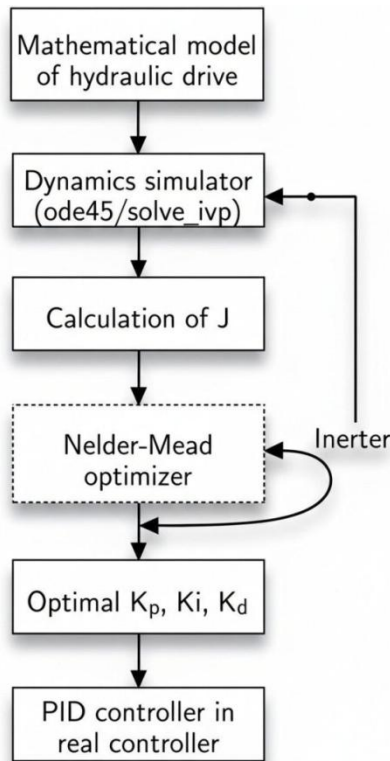 Mathematical model
of hydraulic drive
Dynamics simulator
(ode45/solve_ivp)
Calculation of J
Nelder-Mead
optimizer
Inerter
Optimal Kp, Ki, Kd
PID controller in
real controller